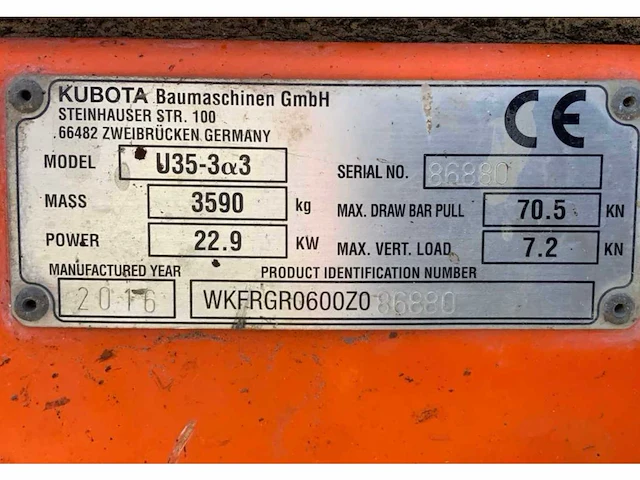 KUBOTA Baumaschinen GmbH
STEINHAUSER STR. 100
66482 ZWEIBRÜCKEN GERMANY
MODEL U35-3α3
SERIAL NO. 86880
MASS 3590 kg
MAX. DRAW BAR PULL 70.5 KN
POWER 22.9 KW
MAX. VERT. LOAD 7.2 KN
MANUFACTURED YEAR
PRODUCT IDENTIFICATION NUMBER
2016
WKFRGR0600Z086880
CE